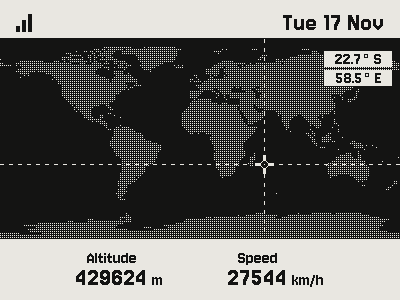 Tue 17 Nov
22.7° S
58.5° E
Altitude
429624 m
Speed
27544 km/h